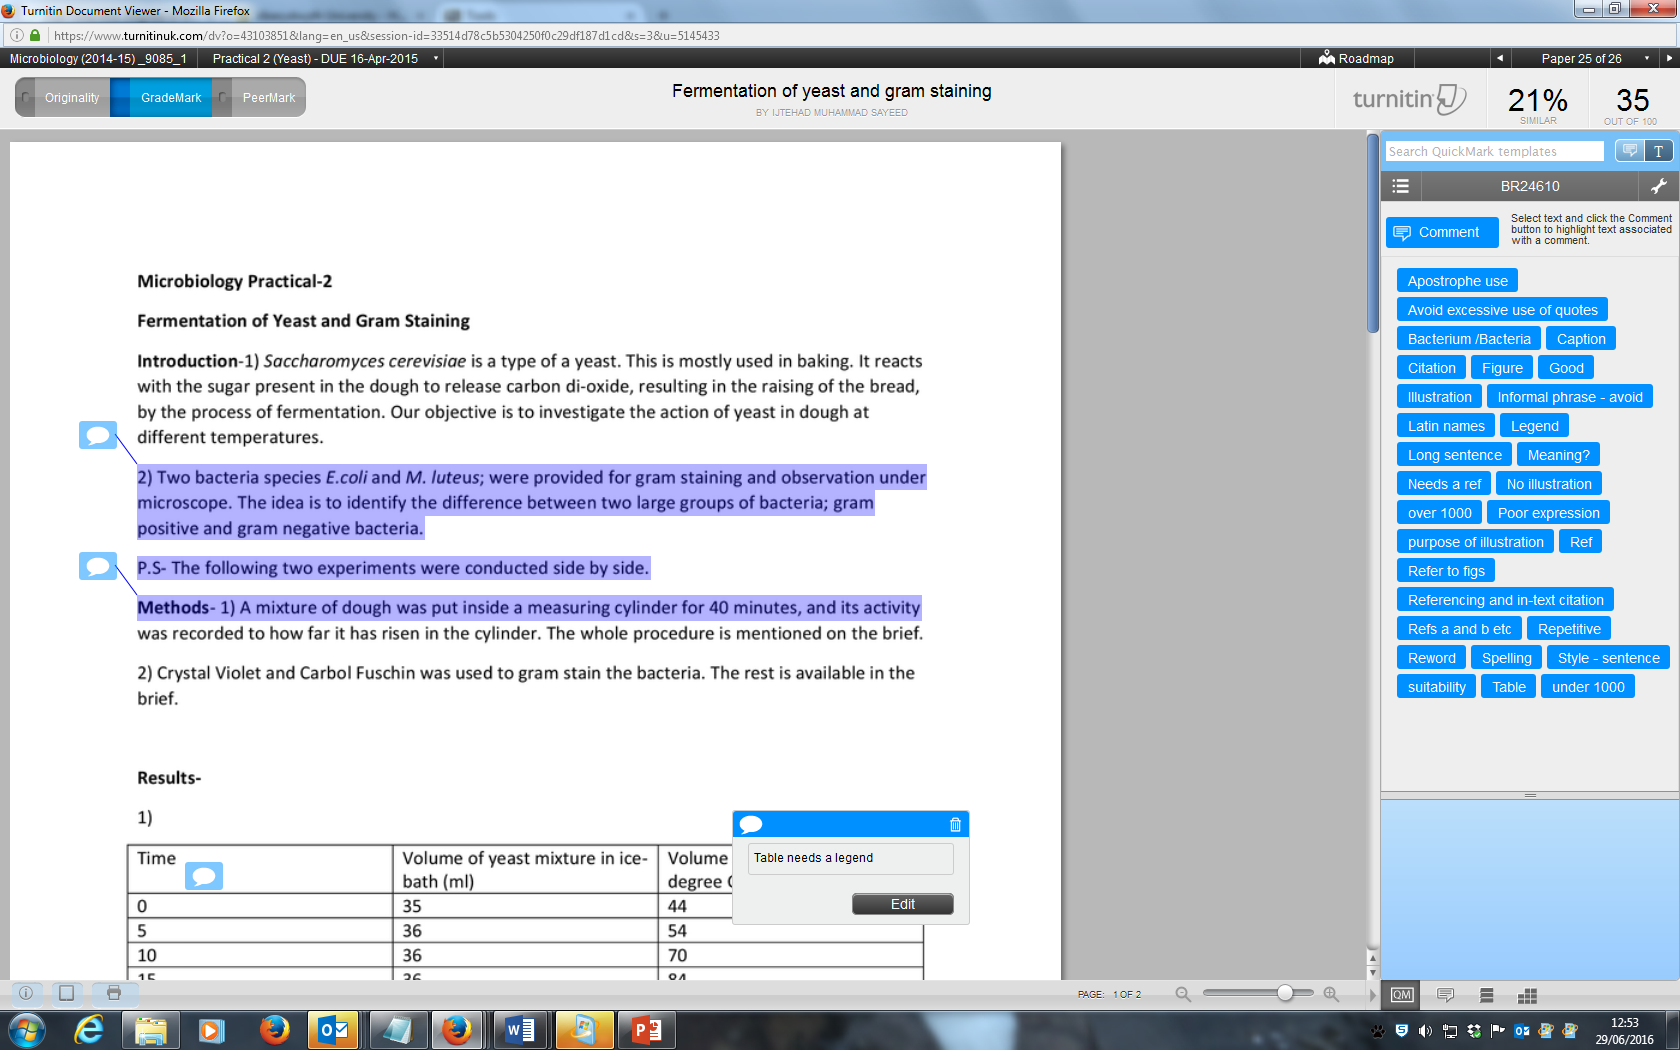 Turnitin Document Viewer - Mozilla Firefox
https://www.turnitinuk.com/dv?o=43103851&lang=en_us&session-id=33514d78c5b5304250f0c29df187d1cd&s=3&u=5145433
Microbiology (2014-15) _9085_1 Practical 2 (Yeast) - DUE 16-Apr-2015 Roadmap Paper 25 of 26
Originality GradeMark PeerMark
Fermentation of yeast and gram staining
BY IJTEHAD MUHAMMAD SAYEED
turnitin
21%
SIMILAR
35
OUT OF 100
Microbiology Practical-2
Fermentation of Yeast and Gram Staining
Introduction-1) Saccharomyces cerevisiae is a type of a yeast. This is mostly used in baking. It reacts
with the sugar present in the dough to release carbon di-oxide, resulting in the raising of the bread,
by the process of fermentation. Our objective is to investigate the action of yeast in dough at
different temperatures.
2) Two bacteria species E.coli and M. luteus; were provided for gram staining and observation under
microscope. The idea is to identify the difference between two large groups of bacteria; gram
positive and gram negative bacteria.
P.S- The following two experiments were conducted side by side.
Methods- 1) A mixture of dough was put inside a measuring cylinder for 40 minutes, and its activity
was recorded to how far it has risen in the cylinder. The whole procedure is mentioned on the brief.
2) Crystal Violet and Carbol Fuschin was used to gram stain the bacteria. The rest is available in the
brief.
Results-
1)
Time Volume of yeast mixture in ice- Volume
bath (ml) degree
0 35 44
5 36 54
10 36 70
15 36 84
Table needs a legend
Edit
Search QuickMark templates
T
BR24610
Comment
Select text and click the Comment
button to highlight text associated
with a comment.
Apostrophe use
Avoid excessive use of quotes
Bacterium /Bacteria Caption
Citation Figure Good
Illustration Informal phrase - avoid
Latin names Legend
Long sentence Meaning?
Needs a ref No illustration
over 1000 Poor expression
purpose of illustration Ref
Refer to figs
Referencing and in-text citation
Refs a and b etc Repetitive
Reword Spelling Style - sentence
suitability Table under 1000
PAGE: 1 OF 2
QM
12:53
29/06/2016